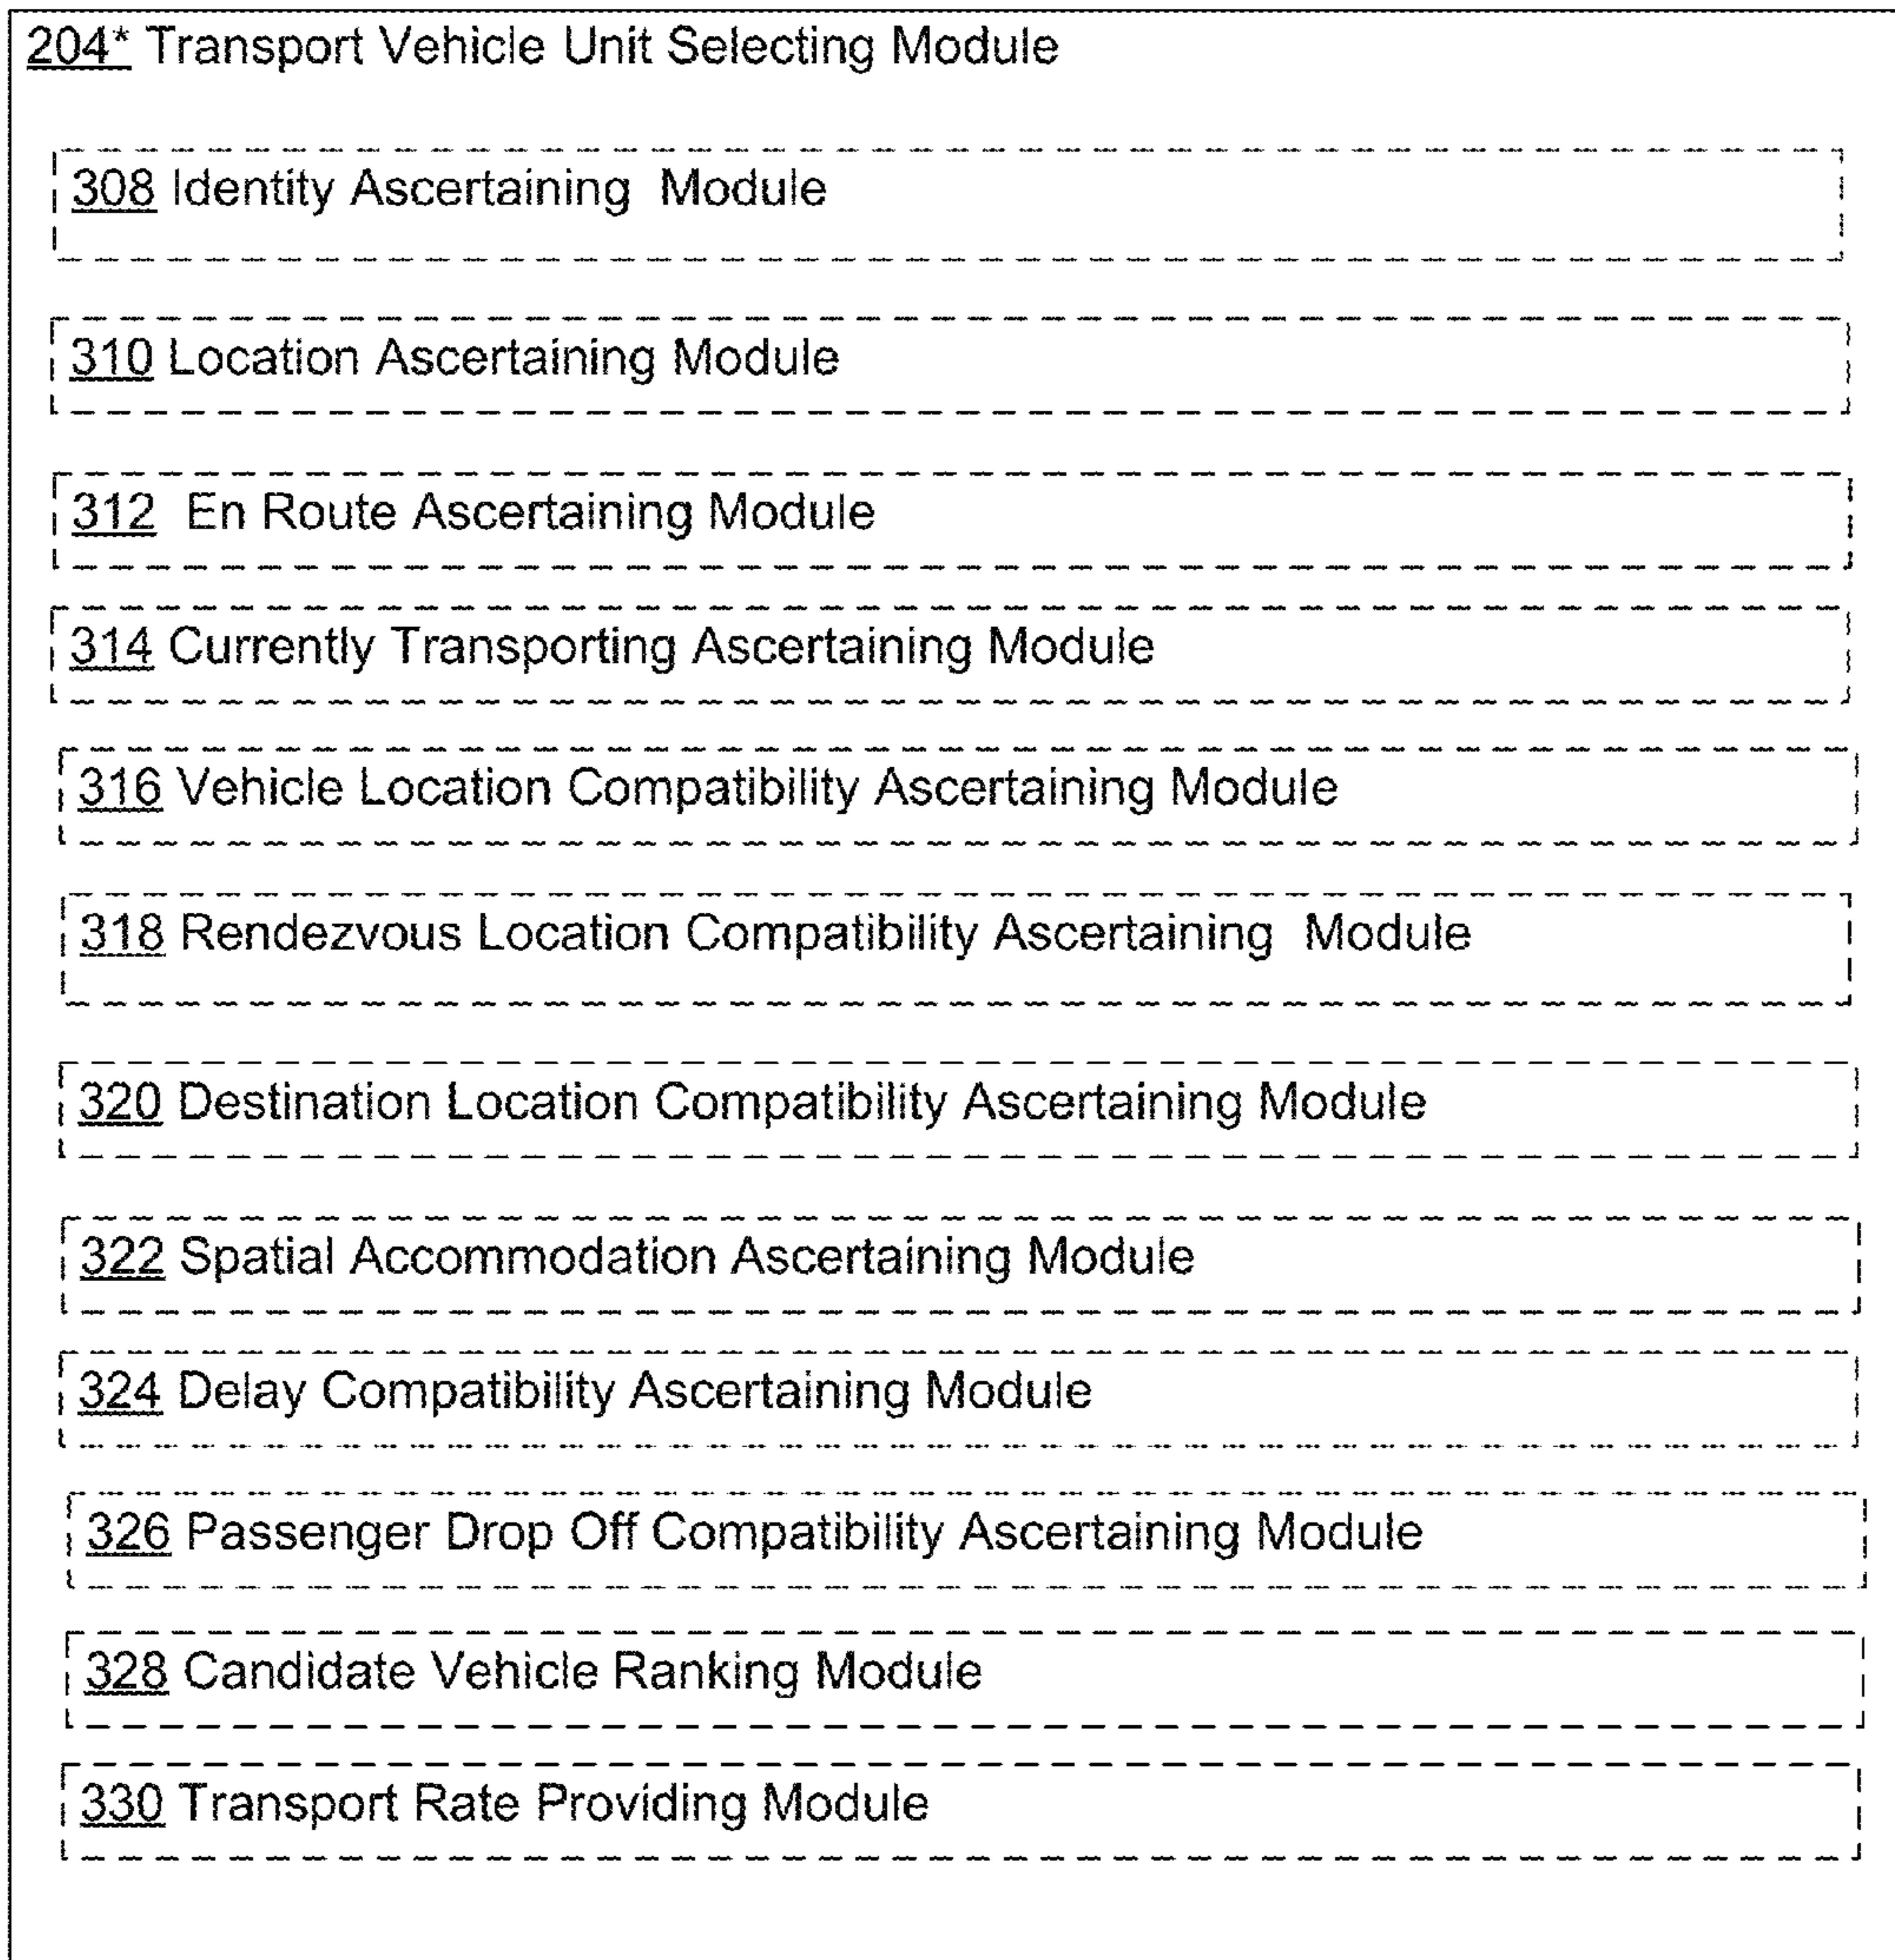 204* Transport Vehicle Unit Selecting Module
308 Identity Ascertaining Module
310 Location Ascertaining Module
312 En Route Ascertaining Module
314 Currently Transporting Ascertaining Module
316 Vehicle Location Compatibility Ascertaining Module
318 Rendezvous Location Compatibility Ascertaining Module
320 Destination Location Compatibility Ascertaining Module
322 Spatial Accommodation Ascertaining Module
324 Delay Compatibility Ascertaining Module
326 Passenger Drop Off Compatibility Ascertaining Module
328 Candidate Vehicle Ranking Module
330 Transport Rate Providing Module